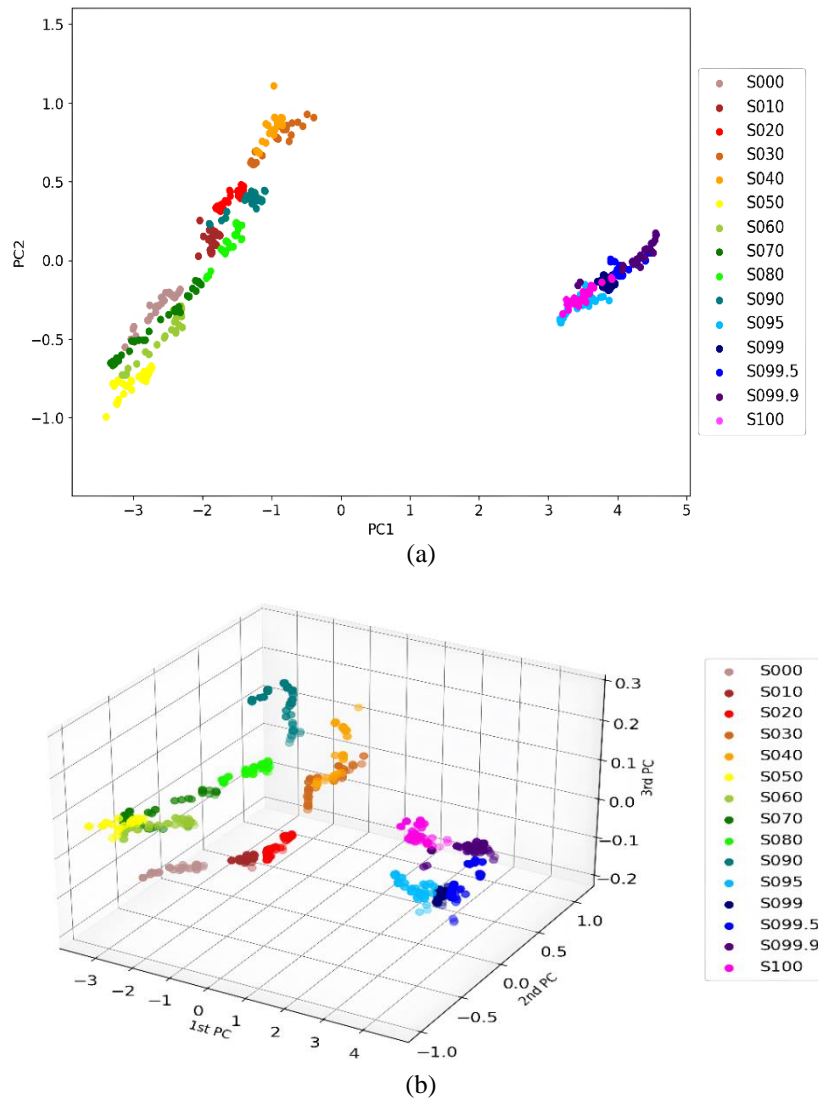 1.5
1.0
0.5
0.0
−0.5
−1.0
PC2
−3 −2 −1 0 1 2 3 4 5
PC1
S000
S010
S020
S030
S040
S050
S060
S070
S080
S090
S095
S099
S099.5
S099.9
S100
(a)
0.3
0.2
0.1
0.0
−0.1
−0.2
3rd PC
1.0
0.5
0.0
−0.5
−1.0
2nd PC
−3 −2 −1 0 1 2 3 4
1st PC
S000
S010
S020
S030
S040
S050
S060
S070
S080
S090
S095
S099
S099.5
S099.9
S100
(b)